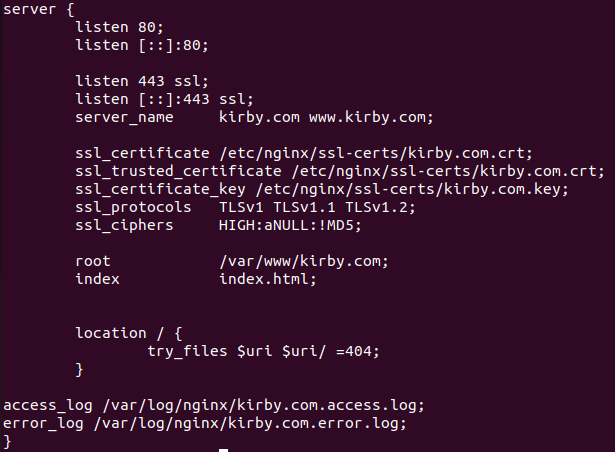 server {
listen 80;
listen [::]:80;
listen 443 ssl;
listen [::]:443 ssl;
server_name kirby.com www.kirby.com;
ssl_certificate /etc/nginx/ssl-certs/kirby.com.crt;
ssl_trusted_certificate /etc/nginx/ssl-certs/kirby.com.crt;
ssl_certificate_key /etc/nginx/ssl-certs/kirby.com.key;
ssl_protocols TLSv1 TLSv1.1 TLSv1.2;
ssl_ciphers HIGH:aNULL:!MD5;
root /var/www/kirby.com;
index index.html;
location / {
try_files $uri $uri/ =404;
}
access_log /var/log/nginx/kirby.com.access.log;
error_log /var/log/nginx/kirby.com.error.log;
}